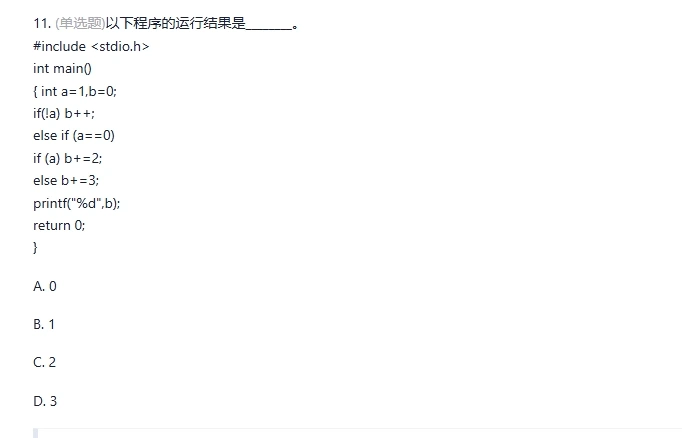 11. (单选题)以下程序的运行结果是________。
#include <stdio.h>
int main()
{ int a=1,b=0;
if(!a) b++;
else if (a==0)
if (a) b+=2;
else b+=3;
printf("%d",b);
return 0;
}
A. 0
B. 1
C. 2
D. 3